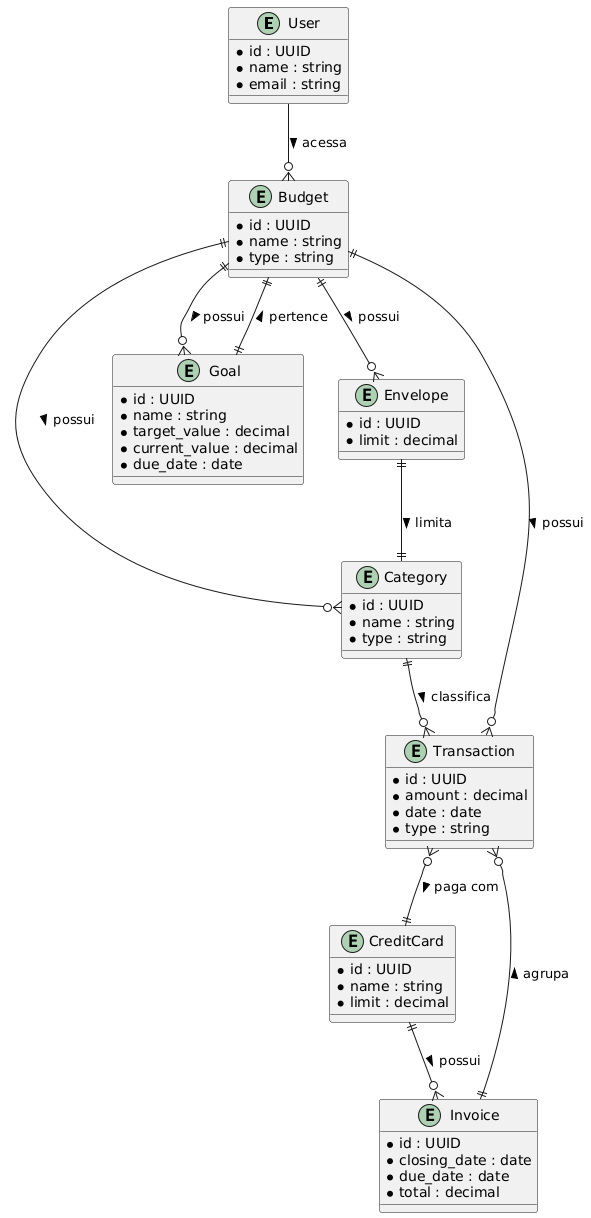 E User
id : UUID
name : string
email : string
acessa
E Budget
id : UUID
name : string
type : string
possui
pertence
possui
possui
possui
E Goal
id : UUID
name : string
target_value : decimal
current_value : decimal
due_date : date
E Envelope
id : UUID
limit : decimal
limita
E Category
id : UUID
name : string
type : string
classifica
E Transaction
id : UUID
amount : decimal
date : date
type : string
paga com
E CreditCard
id : UUID
name : string
limit : decimal
agrupa
possui
E Invoice
id : UUID
closing_date : date
due_date : date
total : decimal